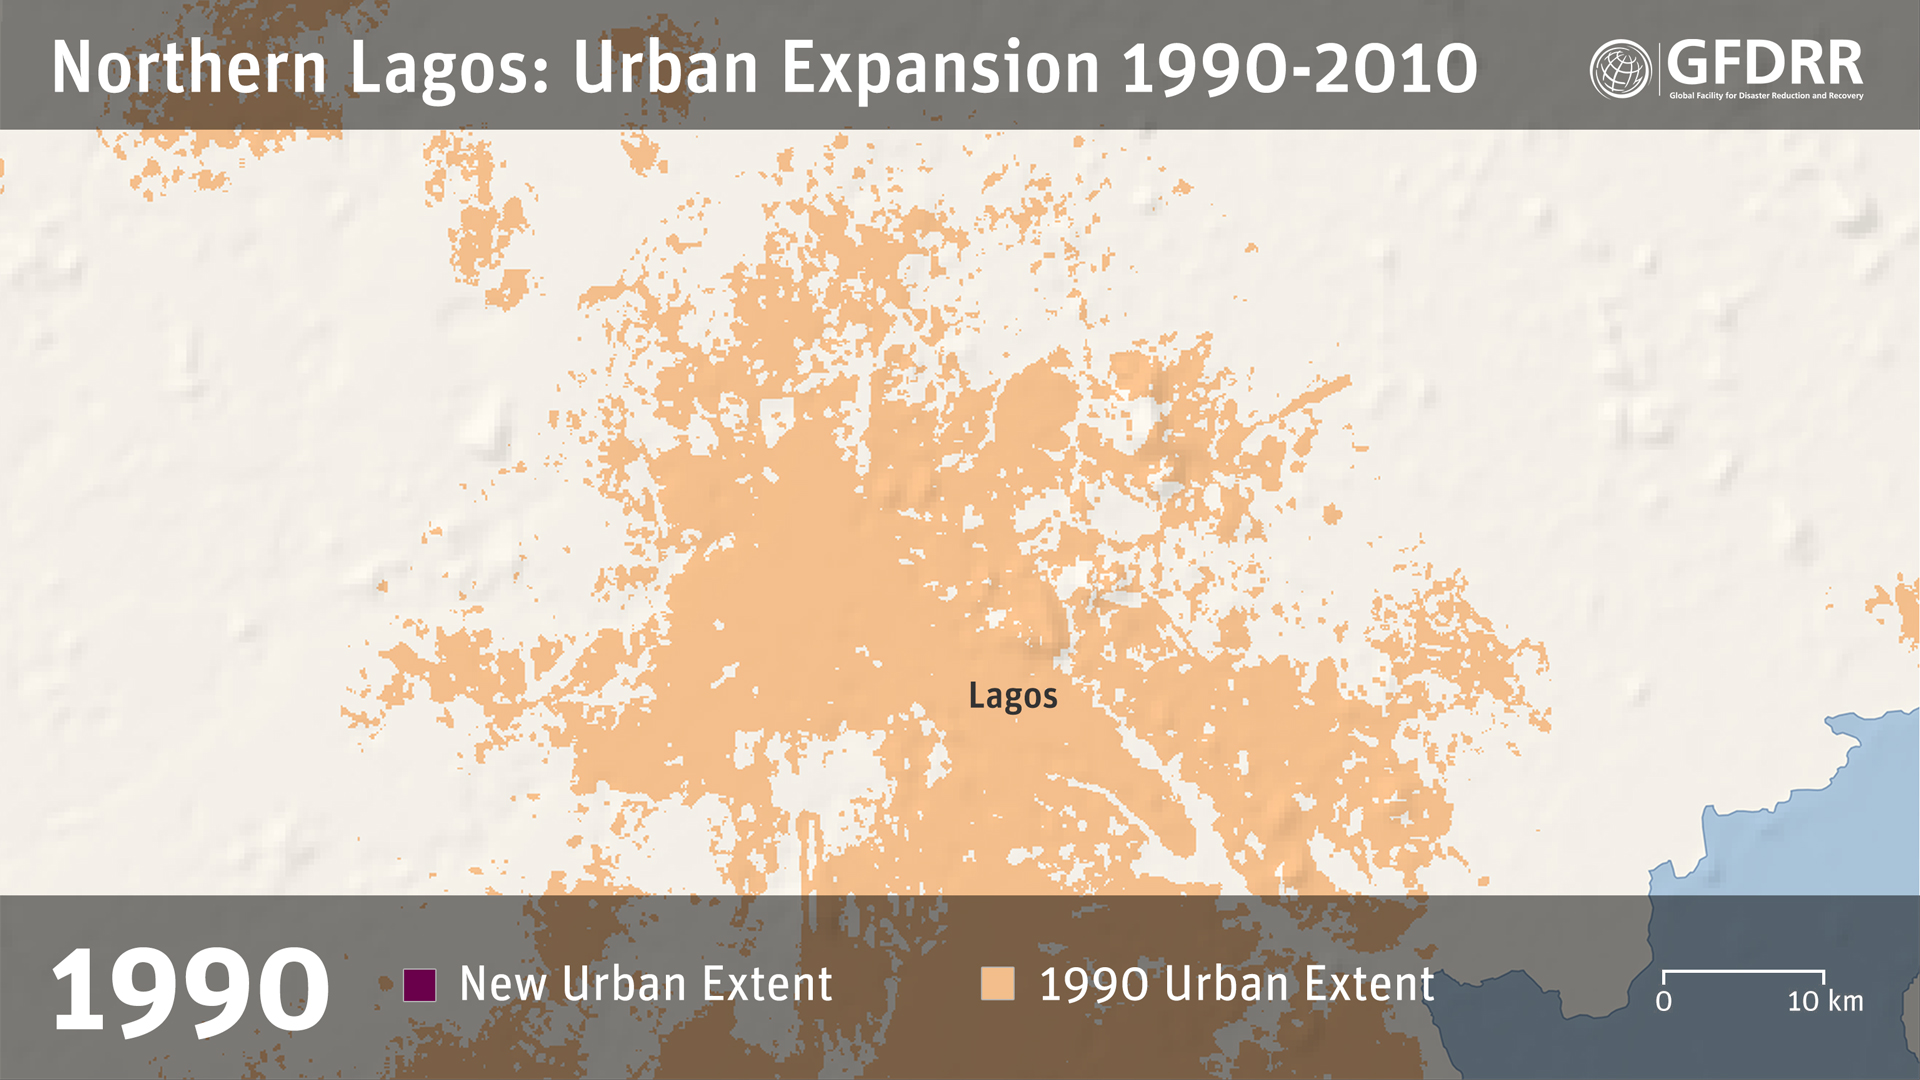 Northern Lagos: Urban Expansion 1990-2010
GFDRR
Global Facility for Disaster Reduction and Recovery
Lagos
1990
New Urban Extent
1990 Urban Extent
0 10 km